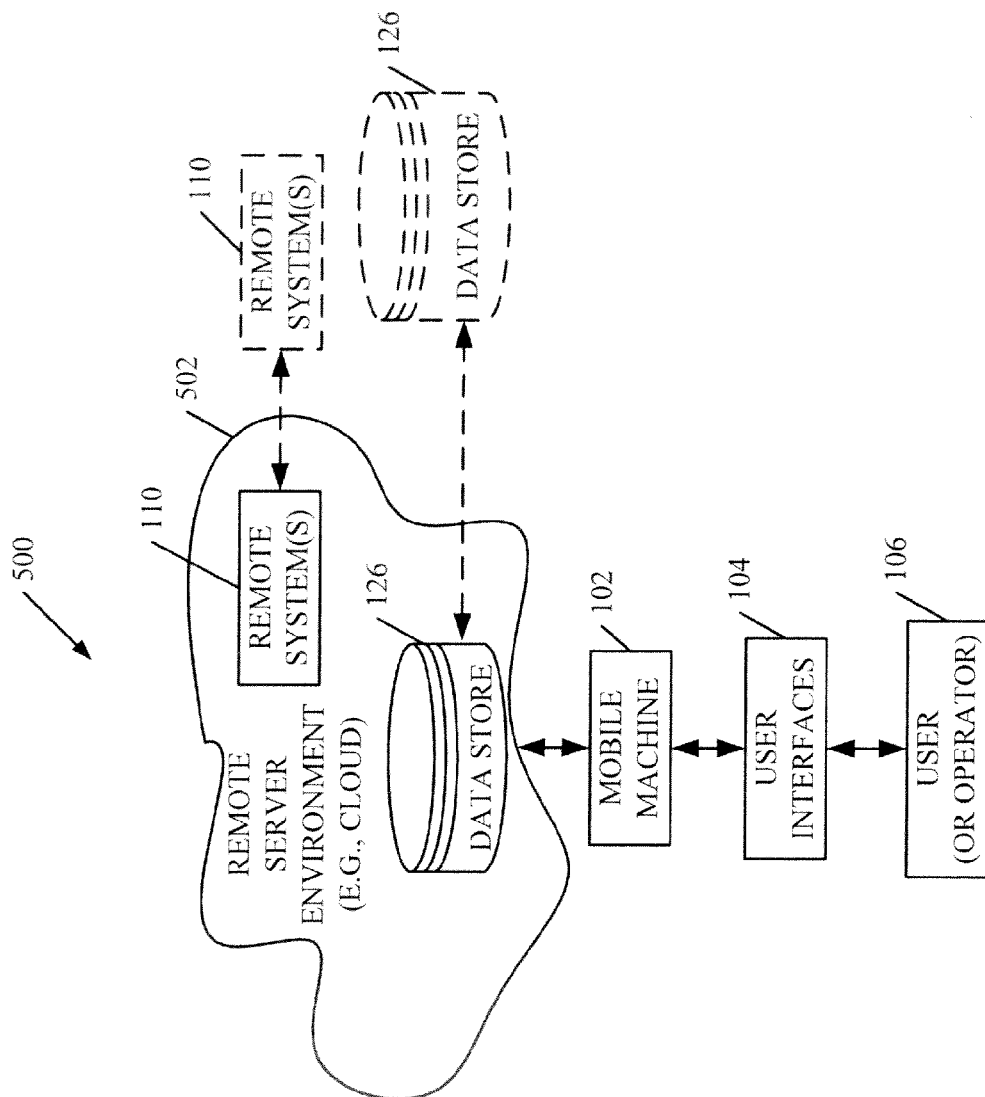 500
502
110
110
REMOTE
SYSTEM(S)
REMOTE
SYSTEM(S)
REMOTE
SERVER
ENVIRONMENT
(E.G., CLOUD)
126
126
DATA STORE
DATA STORE
102
MOBILE
MACHINE
104
USER
INTERFACES
106
USER
(OR OPERATOR)